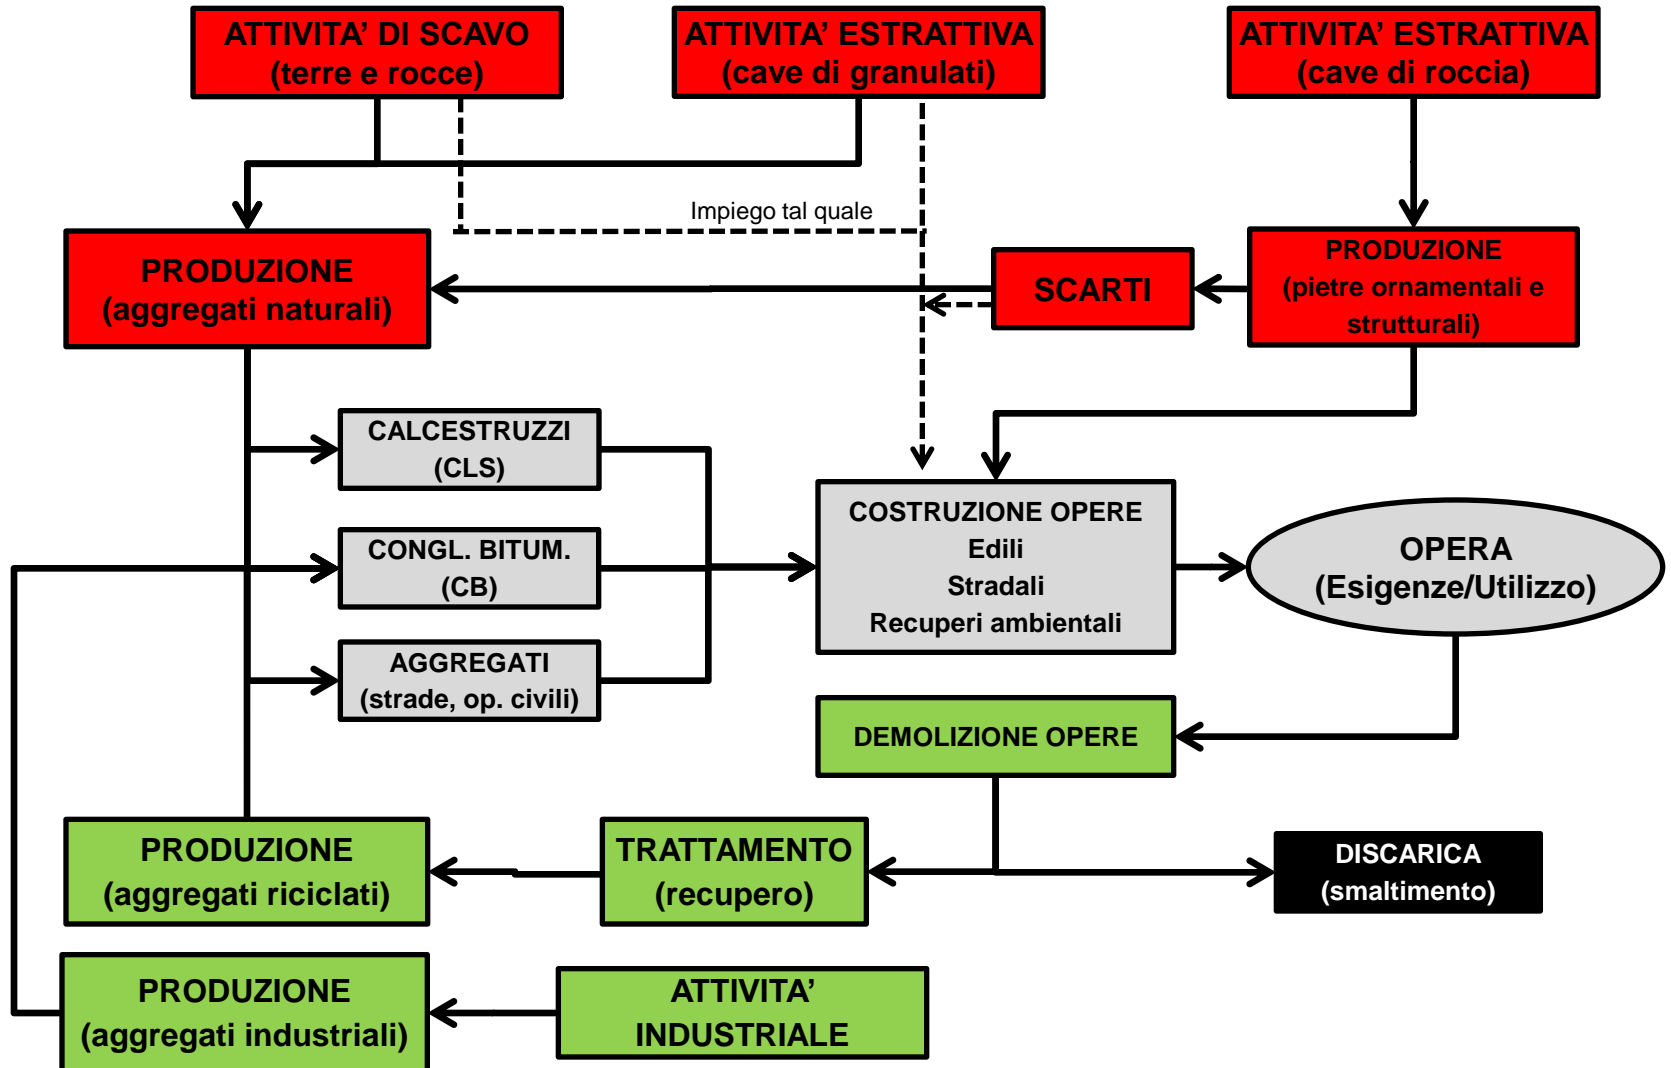 ATTIVITA’ DI SCAVO
(terre e rocce)
ATTIVITA’ ESTRATTIVA
(cave di granulati)
ATTIVITA’ ESTRATTIVA
(cave di roccia)
Impiego tal quale
PRODUZIONE
(aggregati naturali)
SCARTI
PRODUZIONE
(pietre ornamentali e
strutturali)
CALCESTRUZZI
(CLS)
CONGL. BITUM.
(CB)
AGGREGATI
(strade, op. civili)
COSTRUZIONE OPERE
Edili
Stradali
Recuperi ambientali
OPERA
(Esigenze/Utilizzo)
DEMOLIZIONE OPERE
PRODUZIONE
(aggregati riciclati)
TRATTAMENTO
(recupero)
DISCARICA
(smaltimento)
PRODUZIONE
(aggregati industriali)
ATTIVITA’
INDUSTRIALE